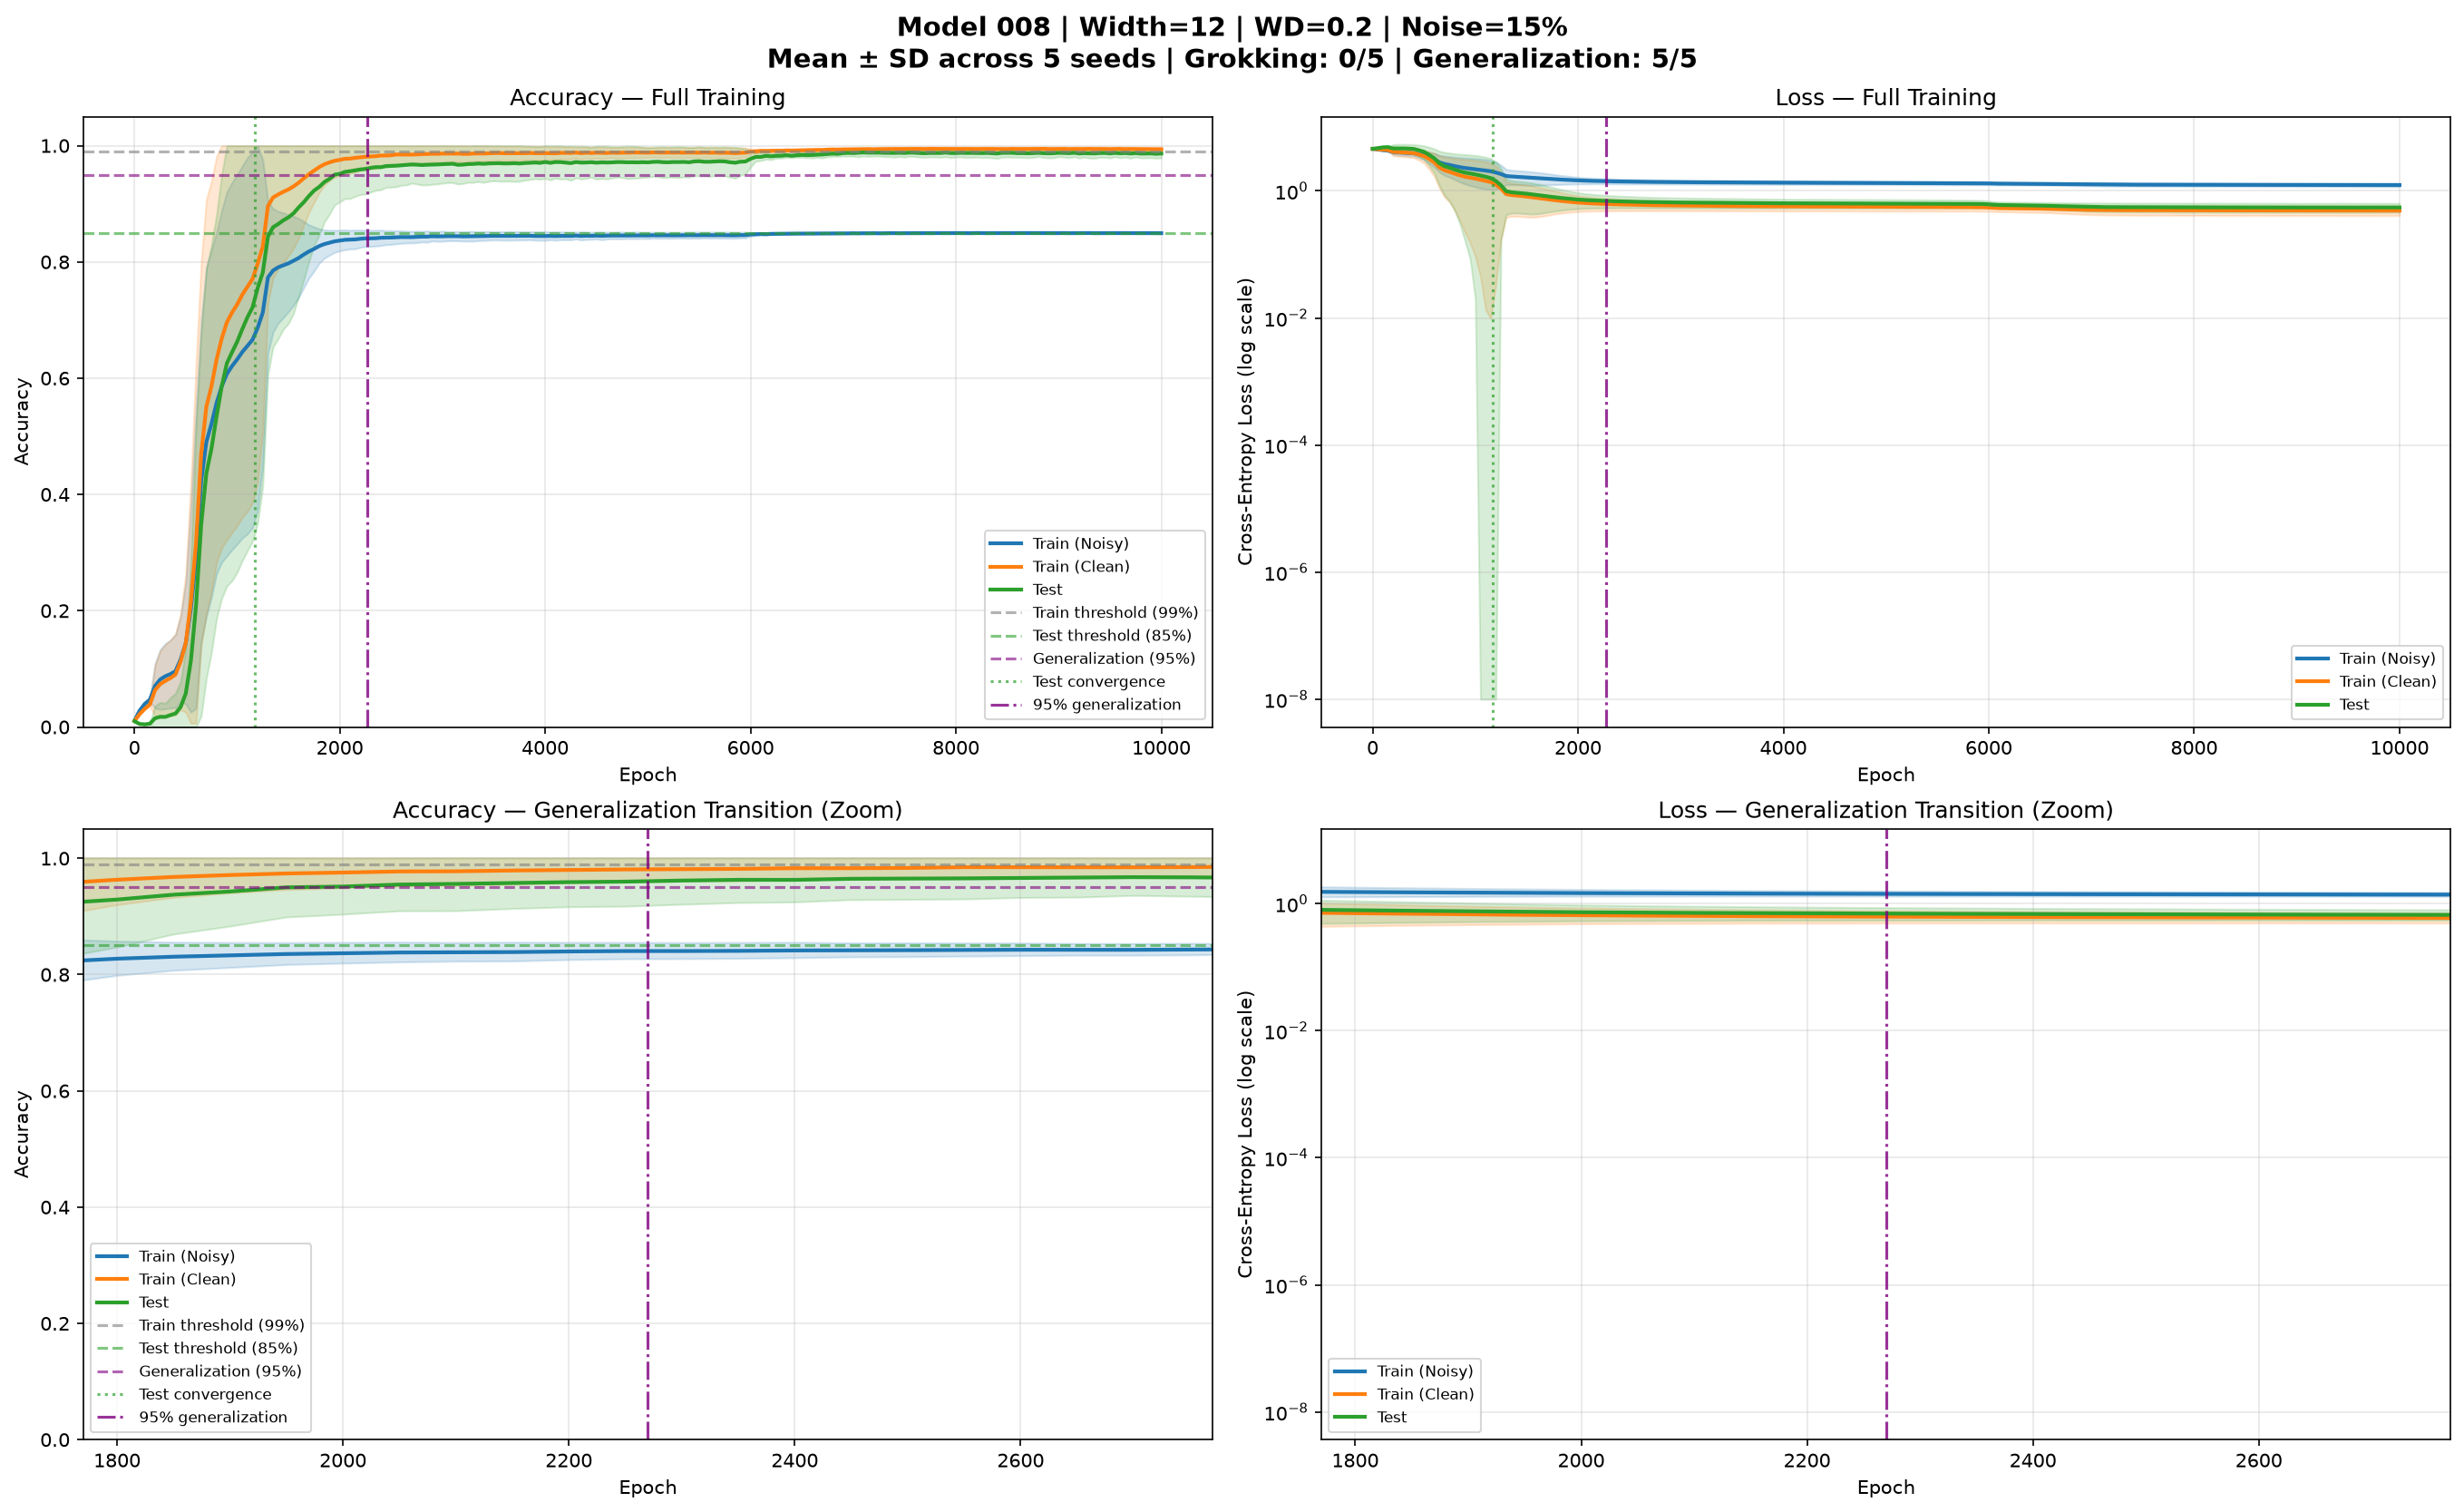 Model 008 | Width=12 | WD=0.2 | Noise=15%
Mean ± SD across 5 seeds | Grokking: 0/5 | Generalization: 5/5
Accuracy — Full Training
Accuracy
1.0
0.8
0.6
0.4
0.2
0.0
0 2000 4000 6000 8000 10000
Epoch
Train (Noisy)
Train (Clean)
Test
Train threshold (99%)
Test threshold (85%)
Generalization (95%)
Test convergence
95% generalization
Loss — Full Training
Cross-Entropy Loss (log scale)
10⁰
10⁻²
10⁻⁴
10⁻⁶
10⁻⁸
0 2000 4000 6000 8000 10000
Epoch
Train (Noisy)
Train (Clean)
Test
Accuracy — Generalization Transition (Zoom)
Accuracy
1.0
0.8
0.6
0.4
0.2
0.0
1800 2000 2200 2400 2600
Epoch
Train (Noisy)
Train (Clean)
Test
Train threshold (99%)
Test threshold (85%)
Generalization (95%)
Test convergence
95% generalization
Loss — Generalization Transition (Zoom)
Cross-Entropy Loss (log scale)
10⁰
10⁻²
10⁻⁴
10⁻⁶
10⁻⁸
1800 2000 2200 2400 2600
Epoch
Train (Noisy)
Train (Clean)
Test